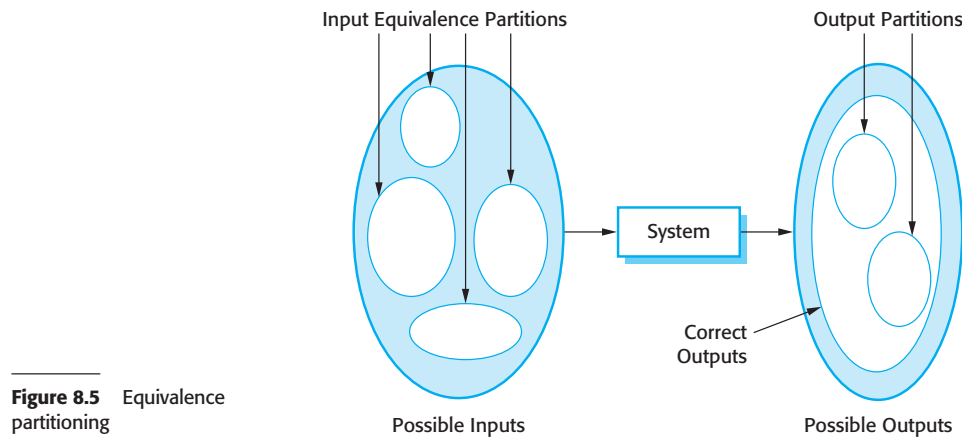 Input Equivalence Partitions
Output Partitions
System
Correct
Outputs
Figure 8.5 Equivalence
partitioning
Possible Inputs
Possible Outputs